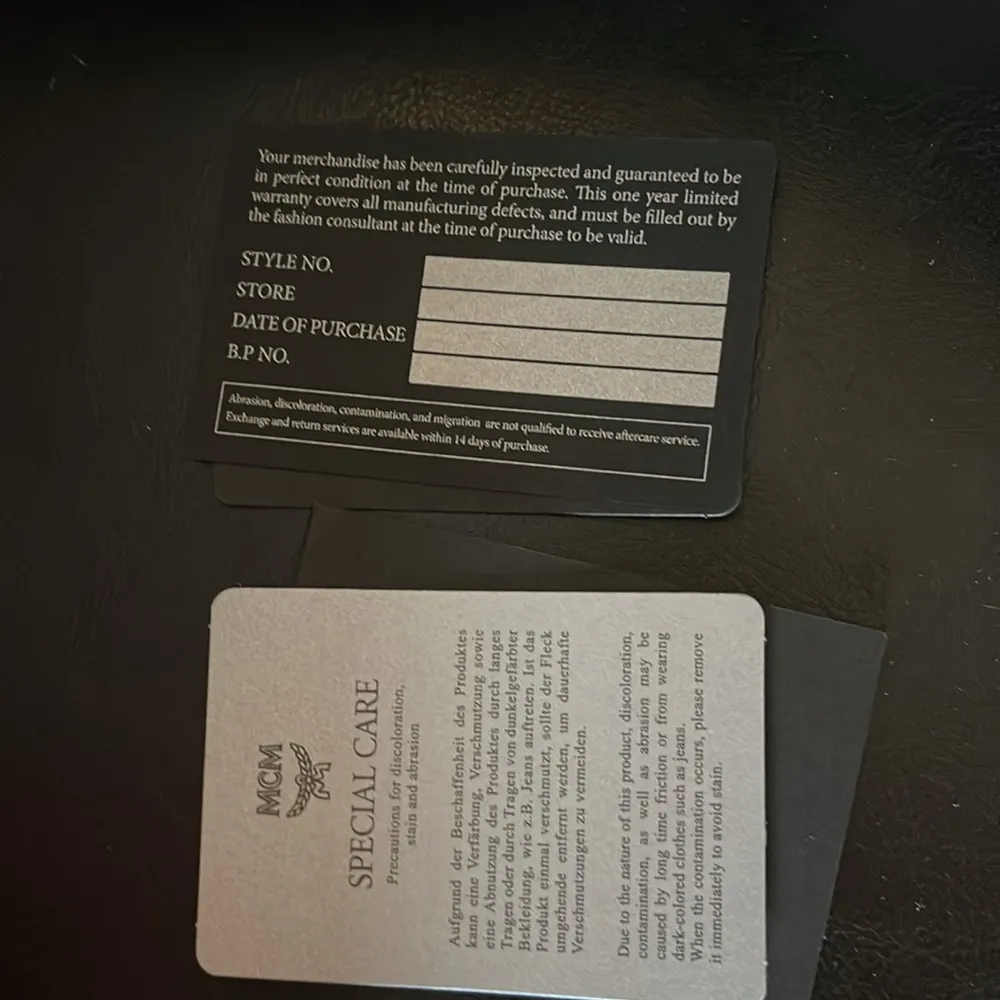 Your merchandise has been carefully inspected and guaranteed to be
in perfect condition at the time of purchase. This one year limited
warranty covers all manufacturing defects, and must be filled out by
the fashion consultant at the time of purchase to be valid.
STYLE NO.
STORE
DATE OF PURCHASE
B.P NO.
Abrasion, discoloration, contamination, and migration are not qualified to receive aftercare service.
Exchange and return services are available within 14 days of purchase.
MCM
SPECIAL CARE
Precautions for discoloration,
stain and abrasion
Aufgrund der Beschaffenheit des Produktes
kann eine Verfärbung, Verschmutzung sowie
eine Abnutzung des Produktes durch langes
Tragen oder durch Tragen von dunkelgefärbter
Bekleidung, wie z.B. Jeans auftreten. Ist das
Produkt einmal verschmutzt, sollte der Fleck
umgehende entfernt werden, um dauerhafte
Verschmutzungen zu vermeiden.
Due to the nature of this product, discoloration,
contamination, as well as abrasion may be
caused by long time friction or from wearing
dark-colored clothes such as jeans.
When the contamination occurs, please remove
it immediately to avoid stain.